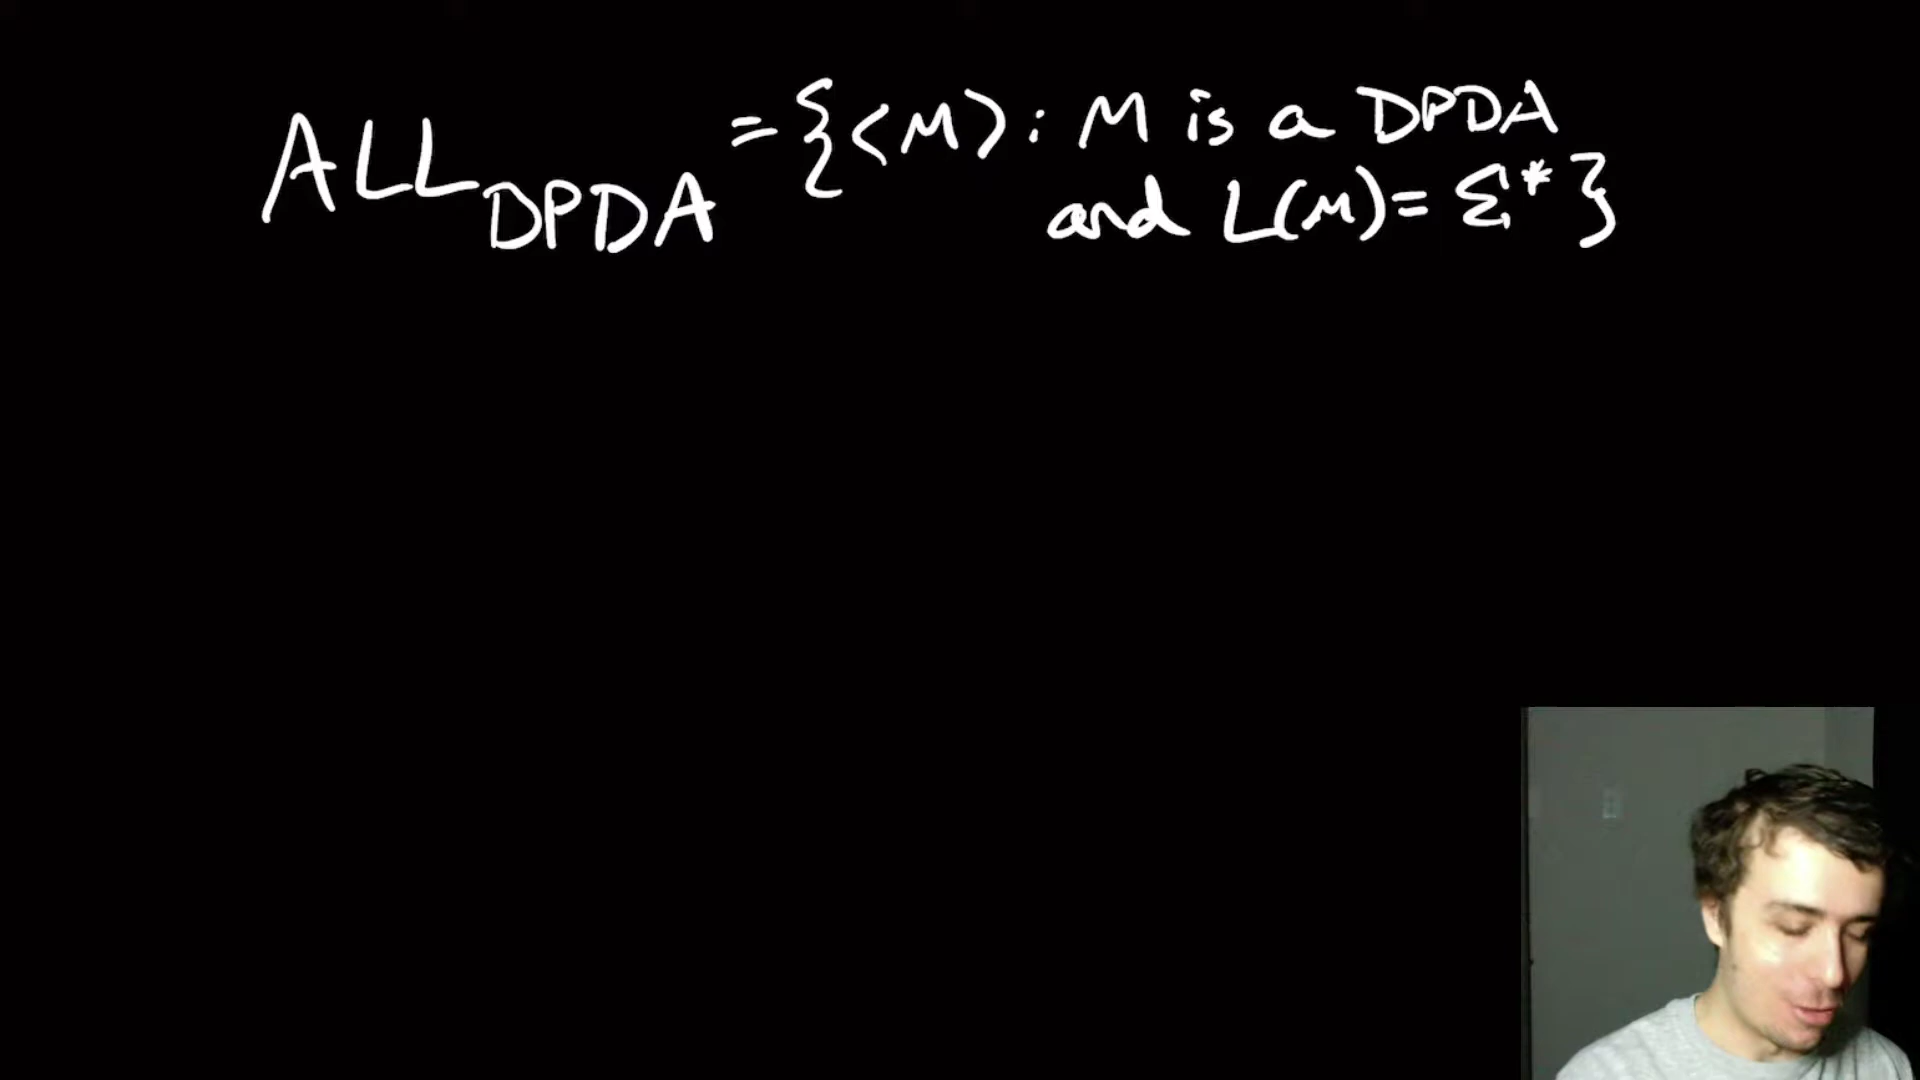 ALL_DPDA = {⟨M⟩: M is a DPDA
and L(M) = Σ* }